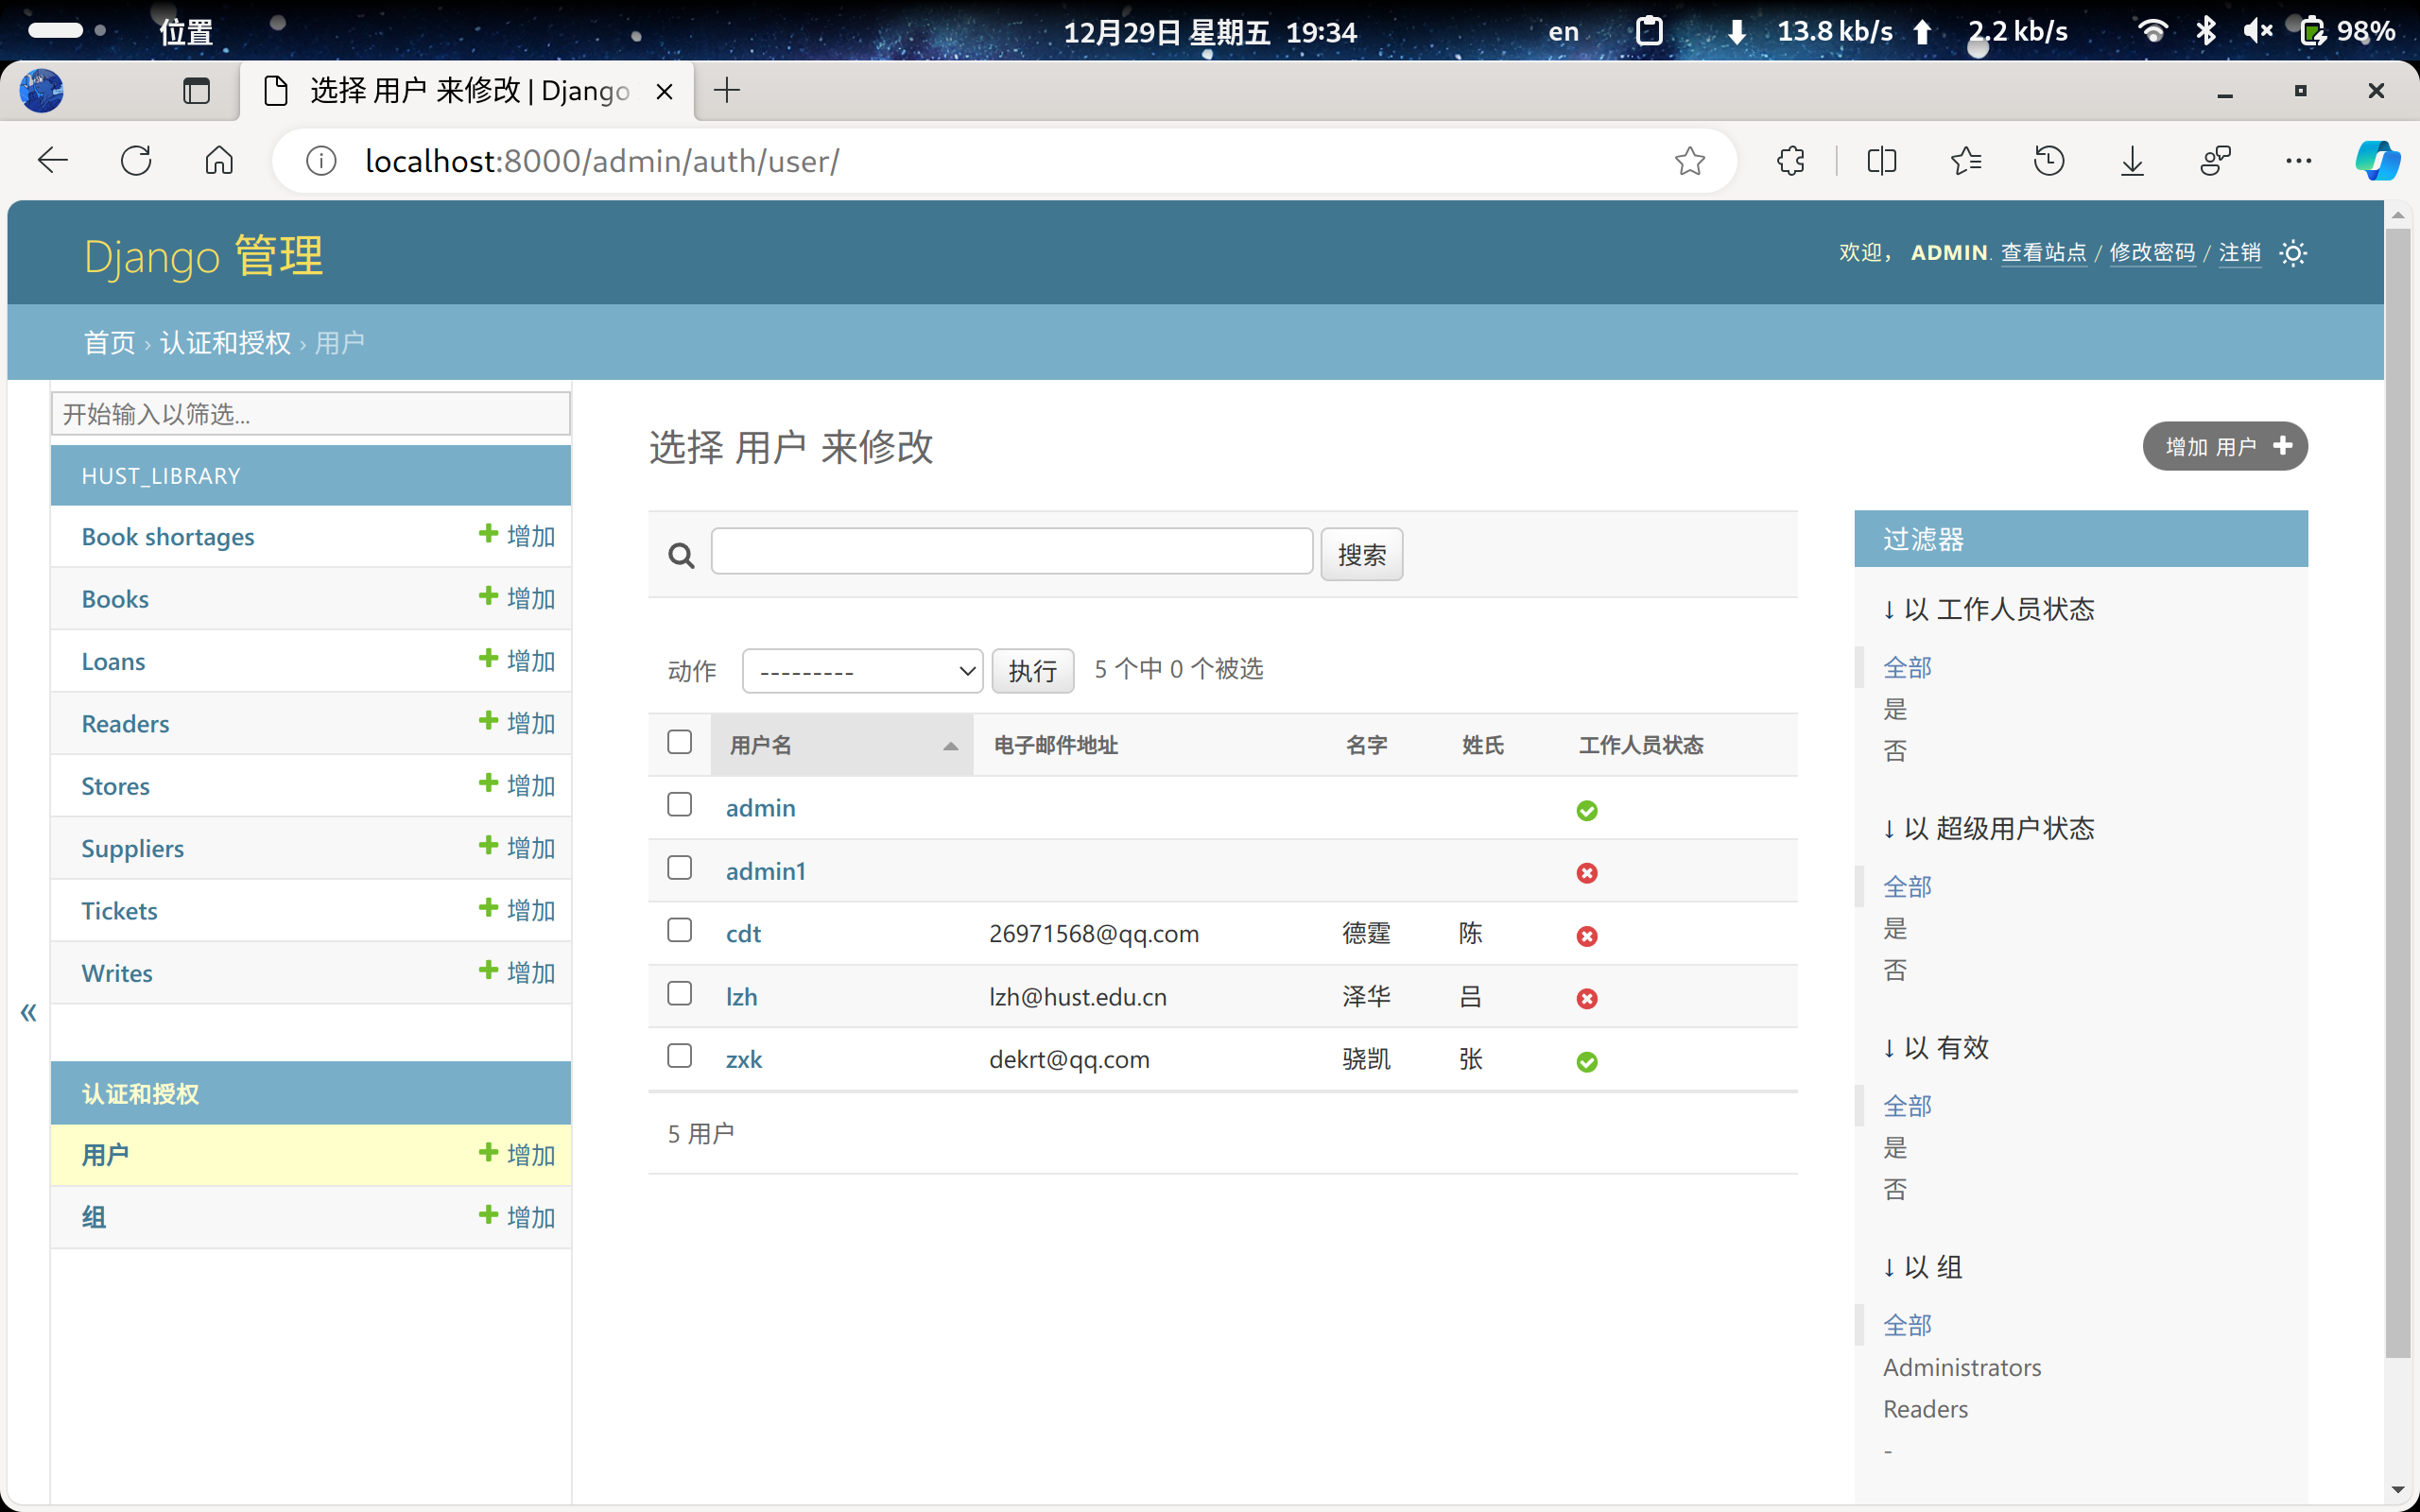 位置 12月29日 星期五 19:34 en 13.8 kb/s 2.2 kb/s 98%
选择 用户 来修改 | Django
localhost:8000/admin/auth/user/
Django 管理
欢迎， ADMIN. 查看站点 / 修改密码 / 注销
首页 › 认证和授权 › 用户
开始输入以筛选...
HUST_LIBRARY
Book shortages 增加
Books 增加
Loans 增加
Readers 增加
Stores 增加
Suppliers 增加
Tickets 增加
Writes 增加
«
认证和授权
用户 增加
组 增加
选择 用户 来修改
增加 用户
搜索
动作 --------- 执行 5 个中 0 个被选
用户名 电子邮件地址 名字 姓氏 工作人员状态
admin
admin1
cdt 26971568@qq.com 德霆 陈
lzh lzh@hust.edu.cn 泽华 吕
zxk dekrt@qq.com 骁凯 张
5 用户
过滤器
↓ 以 工作人员状态
全部
是
否
↓ 以 超级用户状态
全部
是
否
↓ 以 有效
全部
是
否
↓ 以 组
全部
Administrators
Readers
-